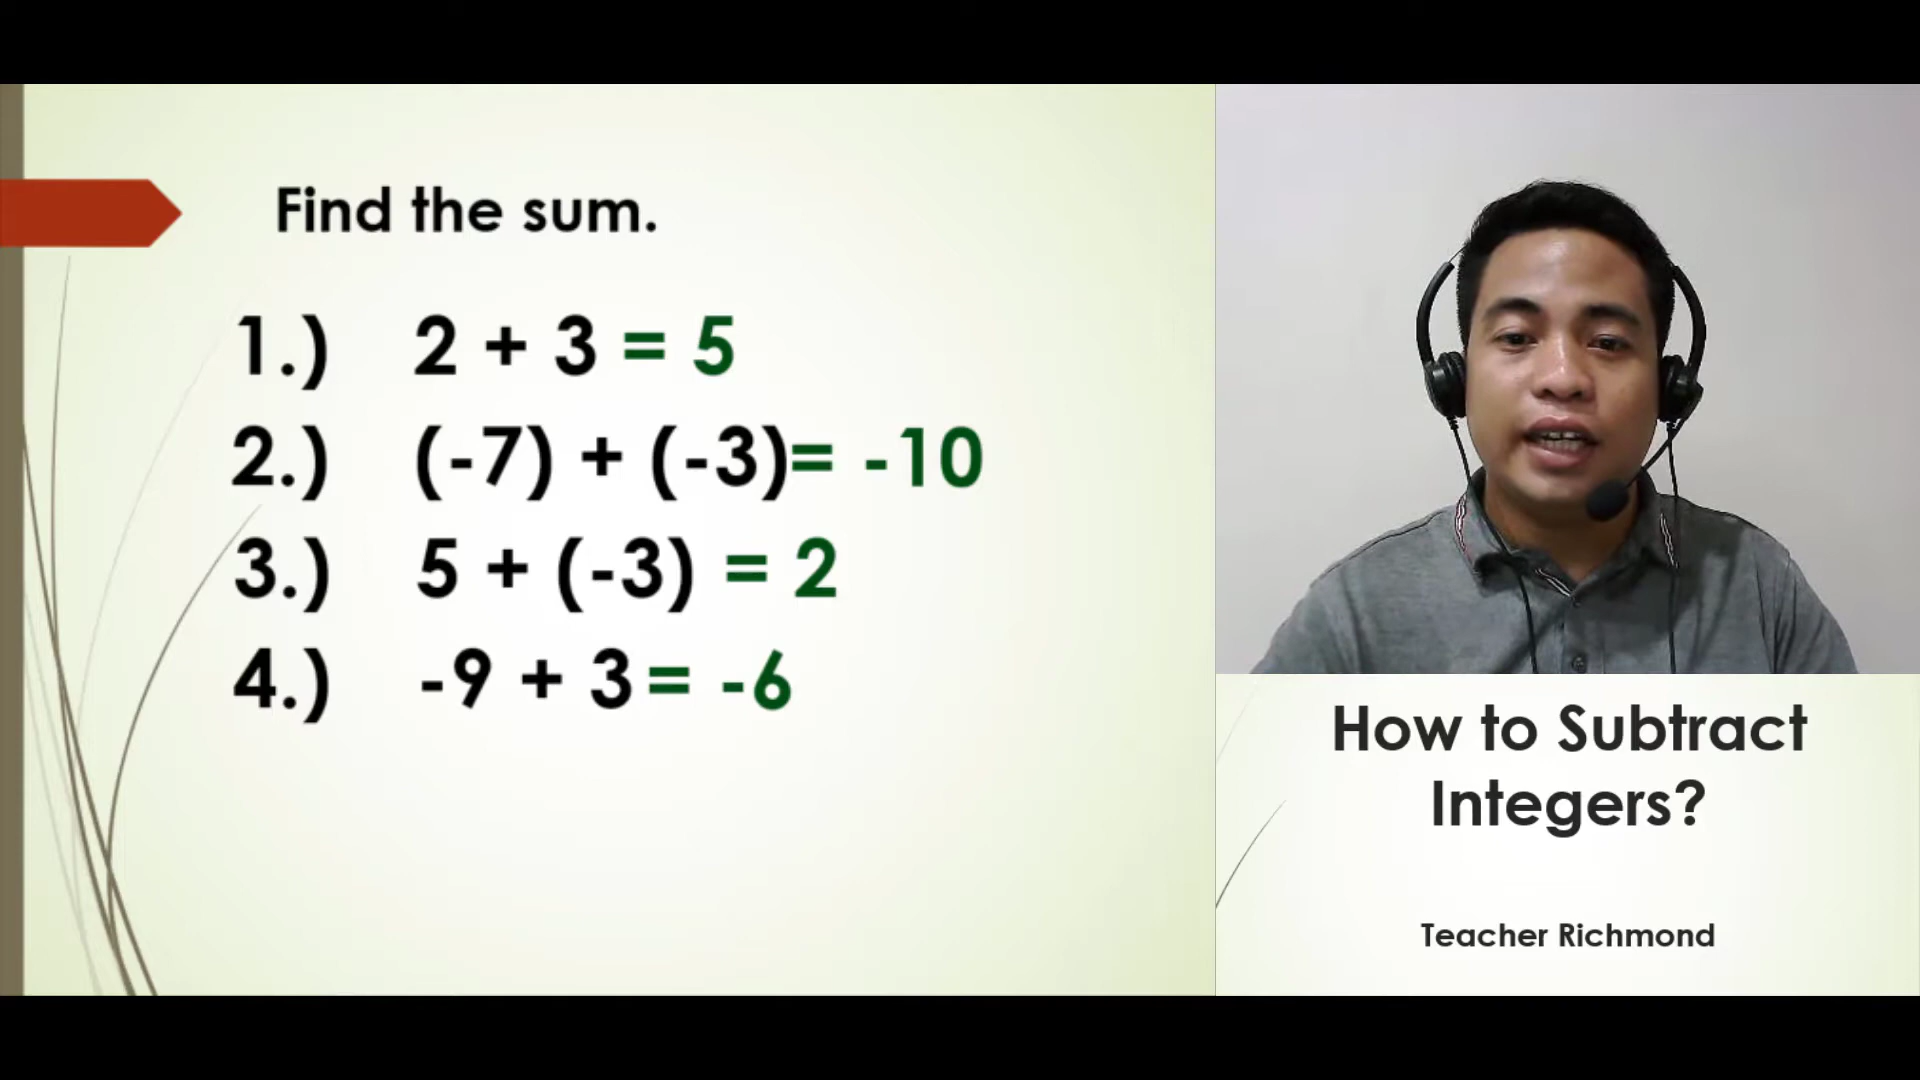 Find the sum.
1.) 2 + 3 = 5
2.) (-7) + (-3)= -10
3.) 5 + (-3) = 2
4.) -9 + 3 = -6
How to Subtract
Integers?
Teacher Richmond